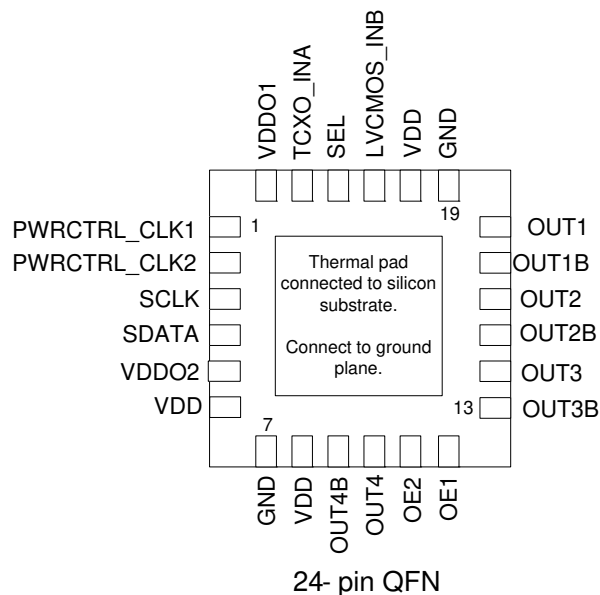 VDDO1
TCXO_INA
SEL
LVCMOS_INB
VDD
GND
1
19
PWRCTRL_CLK1
PWRCTRL_CLK2
SCLK
SDATA
VDDO2
VDD
Thermal pad
connected to silicon
substrate.
Connect to ground
plane.
OUT1
OUT1B
OUT2
OUT2B
OUT3
OUT3B
7
13
GND
VDD
OUT4B
OUT4
OE2
OE1
24- pin QFN